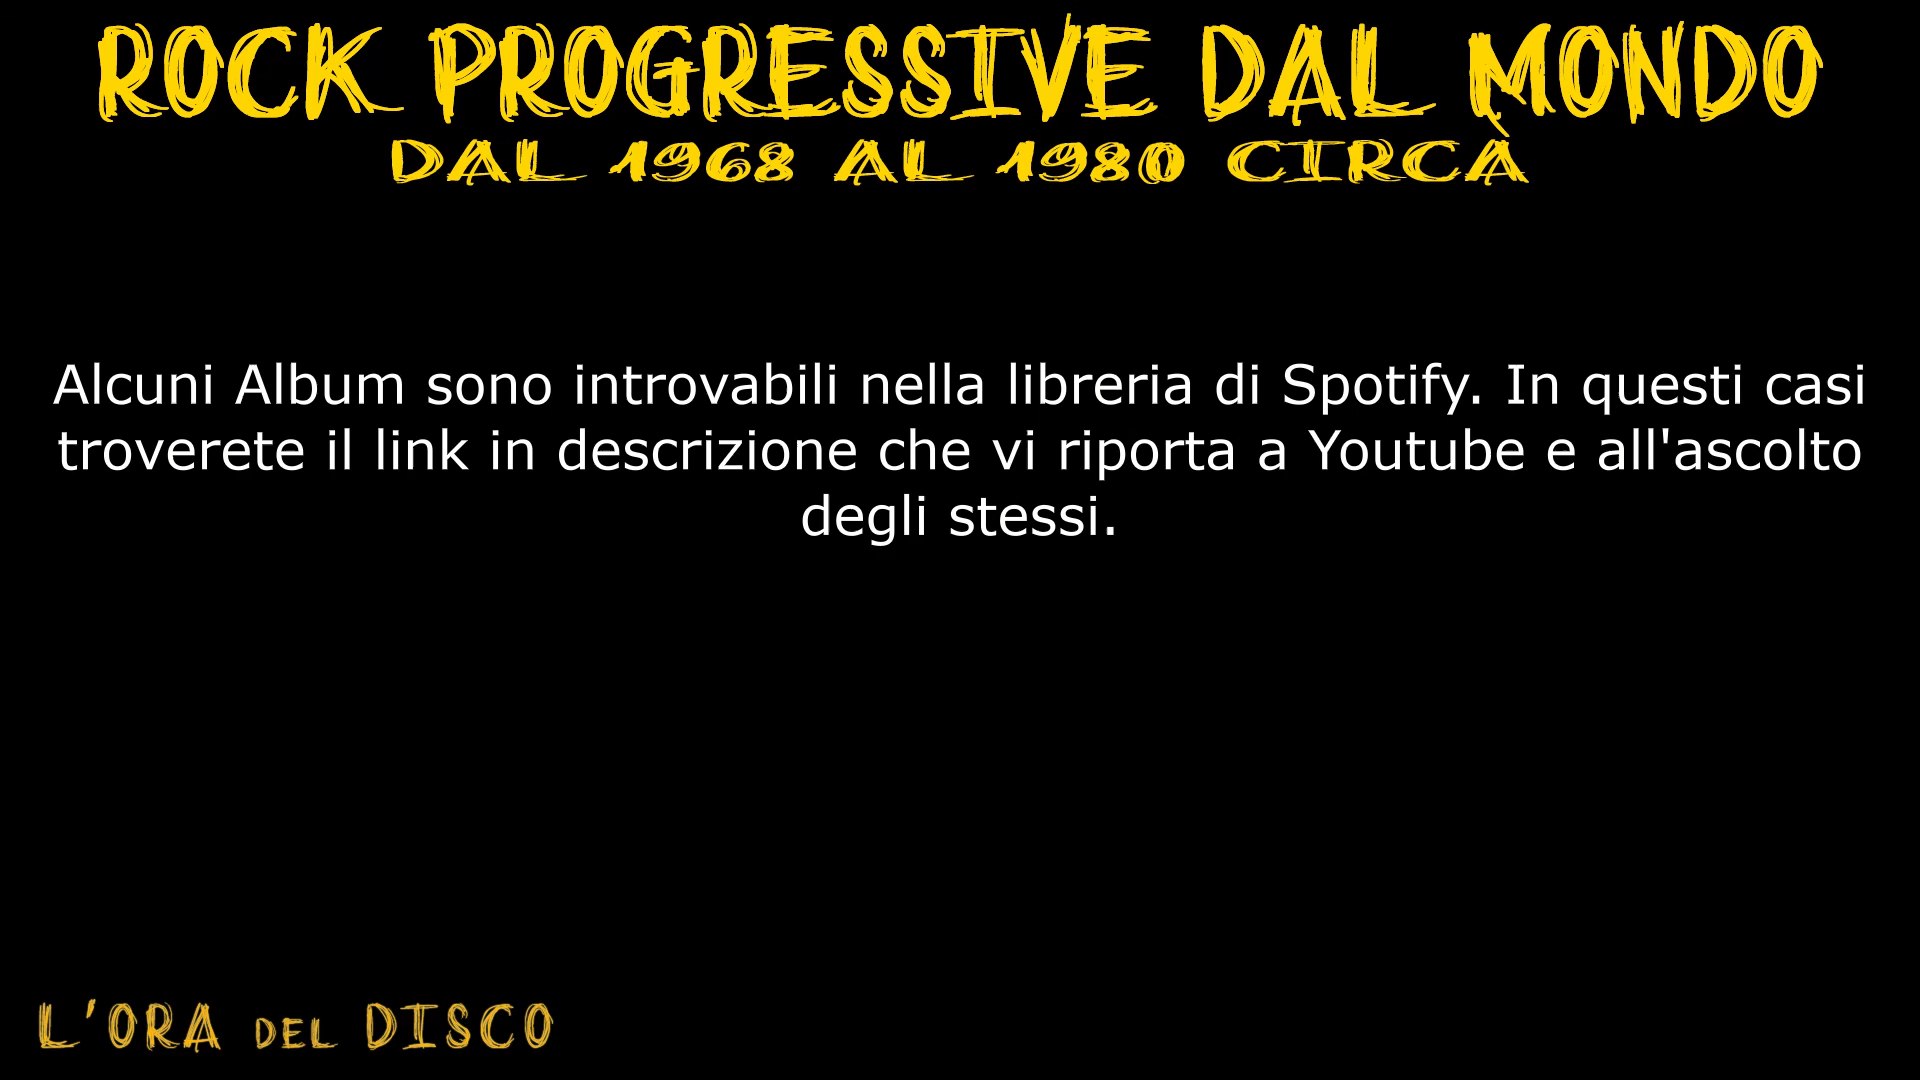 ROCK PROGRESSIVE DAL MONDO
DAL 1968 AL 1980 CIRCÀ
Alcuni Album sono introvabili nella libreria di Spotify. In questi casi
troverete il link in descrizione che vi riporta a Youtube e all'ascolto
degli stessi.
L'ORA DEL DISCO